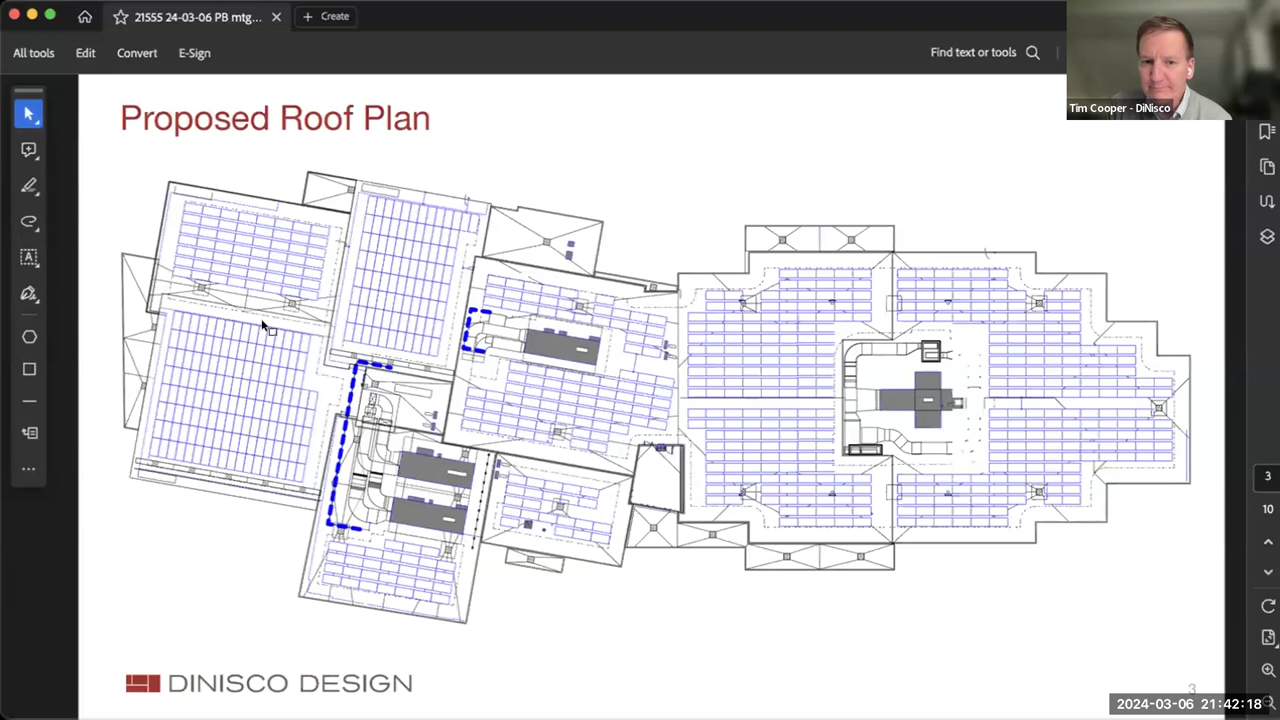 21555 24-03-06 PB mtg...
Create
All tools
Edit
Convert
E-Sign
Find text or tools
Tim Cooper - DiNisco
Proposed Roof Plan
3
10
DINISCO DESIGN
3
2024-03-06 21:42:18